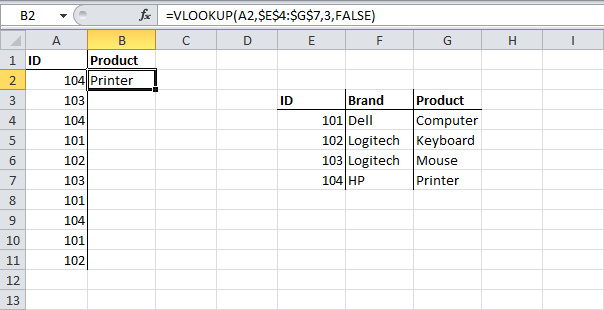 B2 fx =VLOOKUP(A2,$E$4:$G$7,3,FALSE)
A B C D E F G H I
1 ID Product
2 104 Printer
3 103 ID Brand Product
4 104 101 Dell Computer
5 101 102 Logitech Keyboard
6 102 103 Logitech Mouse
7 103 104 HP Printer
8 101
9 104
10 101
11 102
12
13